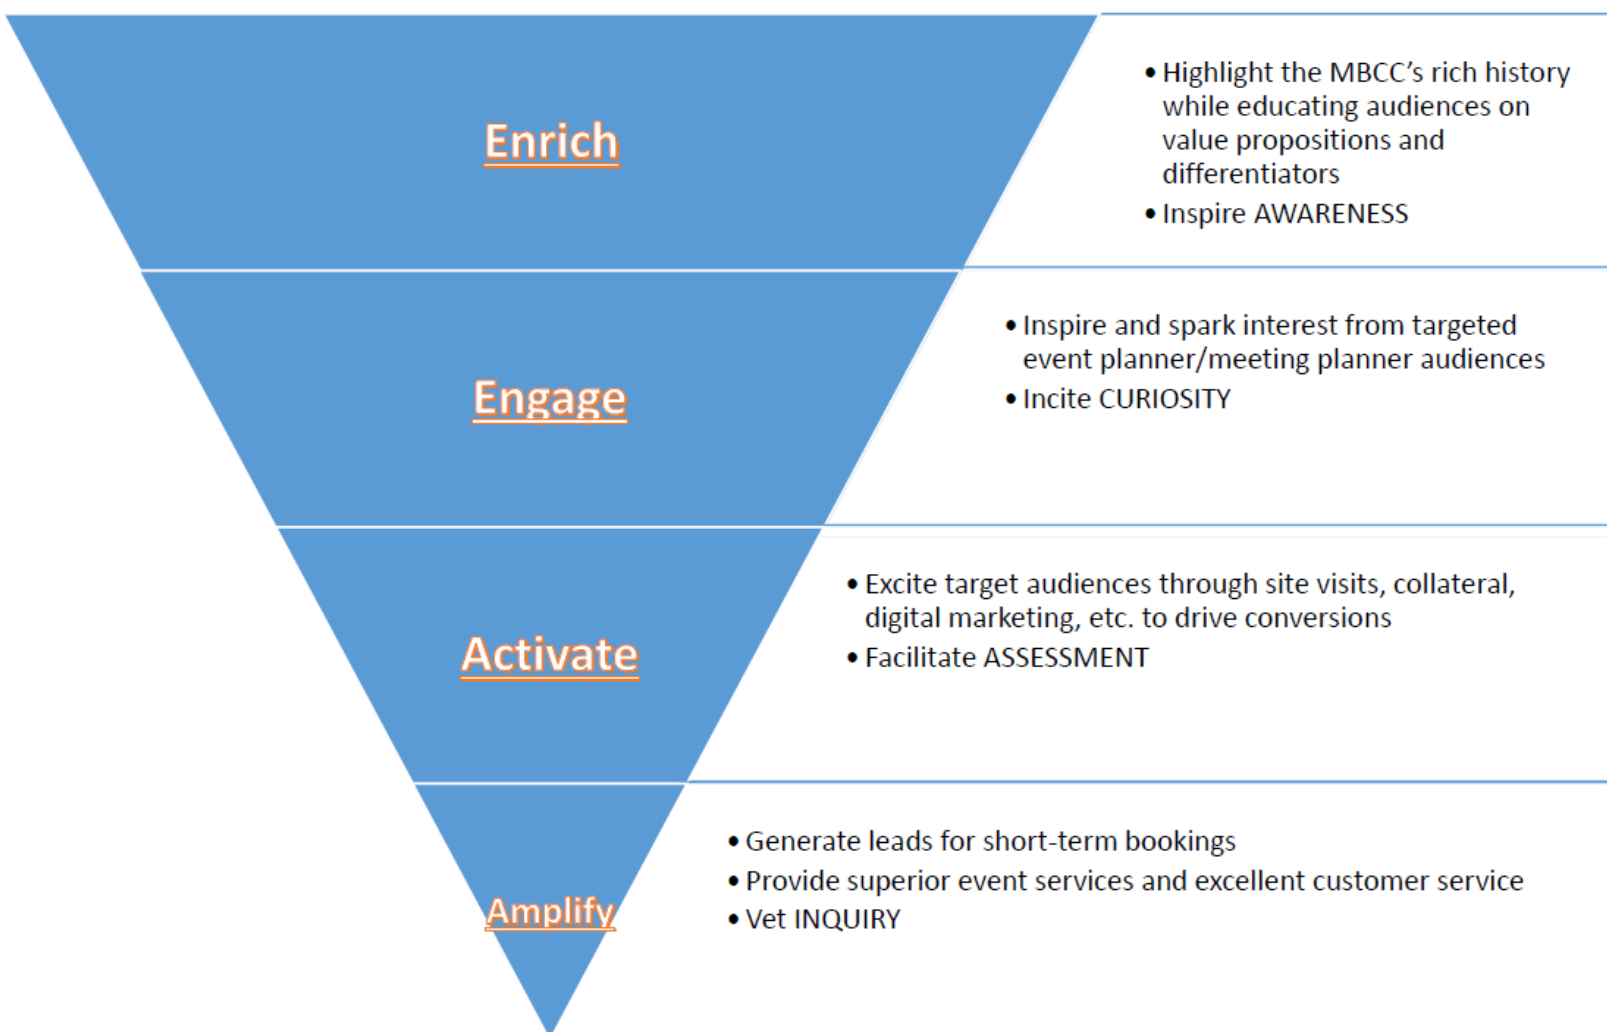 Enrich
• Highlight the MBCC’s rich history
while educating audiences on
value propositions and
differentiators
• Inspire AWARENESS
Engage
• Inspire and spark interest from targeted
event planner/meeting planner audiences
• Incite CURIOSITY
Activate
• Excite target audiences through site visits, collateral,
digital marketing, etc. to drive conversions
• Facilitate ASSESSMENT
Amplify
• Generate leads for short-term bookings
• Provide superior event services and excellent customer service
• Vet INQUIRY